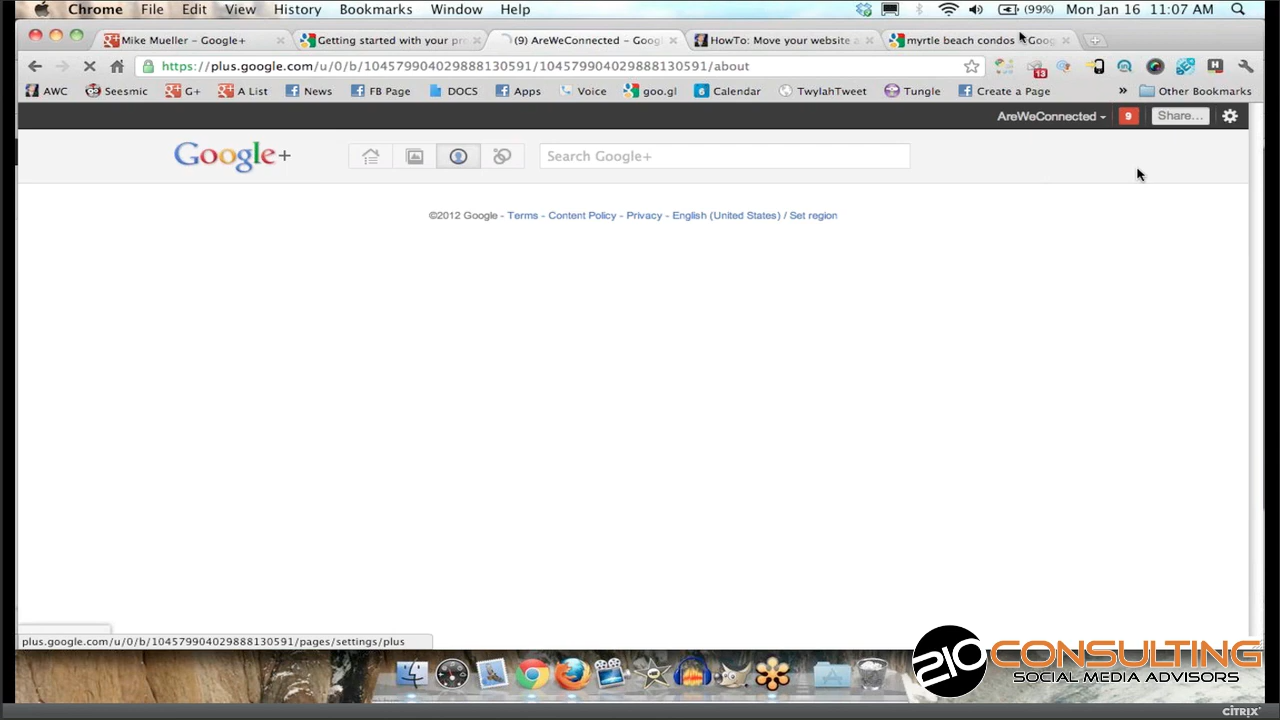 Chrome File Edit View History Bookmarks Window Help (99%) Mon Jan 16 11:07 AM
Mike Mueller – Google+ Getting started with your pro (9) AreWeConnected – Googl HowTo: Move your website a myrtle beach condos – Goog
https://plus.google.com/u/0/b/104579904029888130591/104579904029888130591/about 13
AWC Seesmic G+ A List News FB Page DOCS Apps Voice goo.gl 6 Calendar TwylahTweet Tungle Create a Page » Other Bookmarks
AreWeConnected 9 Share...
Google+ Search Google+
©2012 Google - Terms - Content Policy - Privacy - English (United States) / Set region
plus.google.com/u/0/b/104579904029888130591/pages/settings/plus
210 CONSULTING
SOCIAL MEDIA ADVISORS
CITRIX